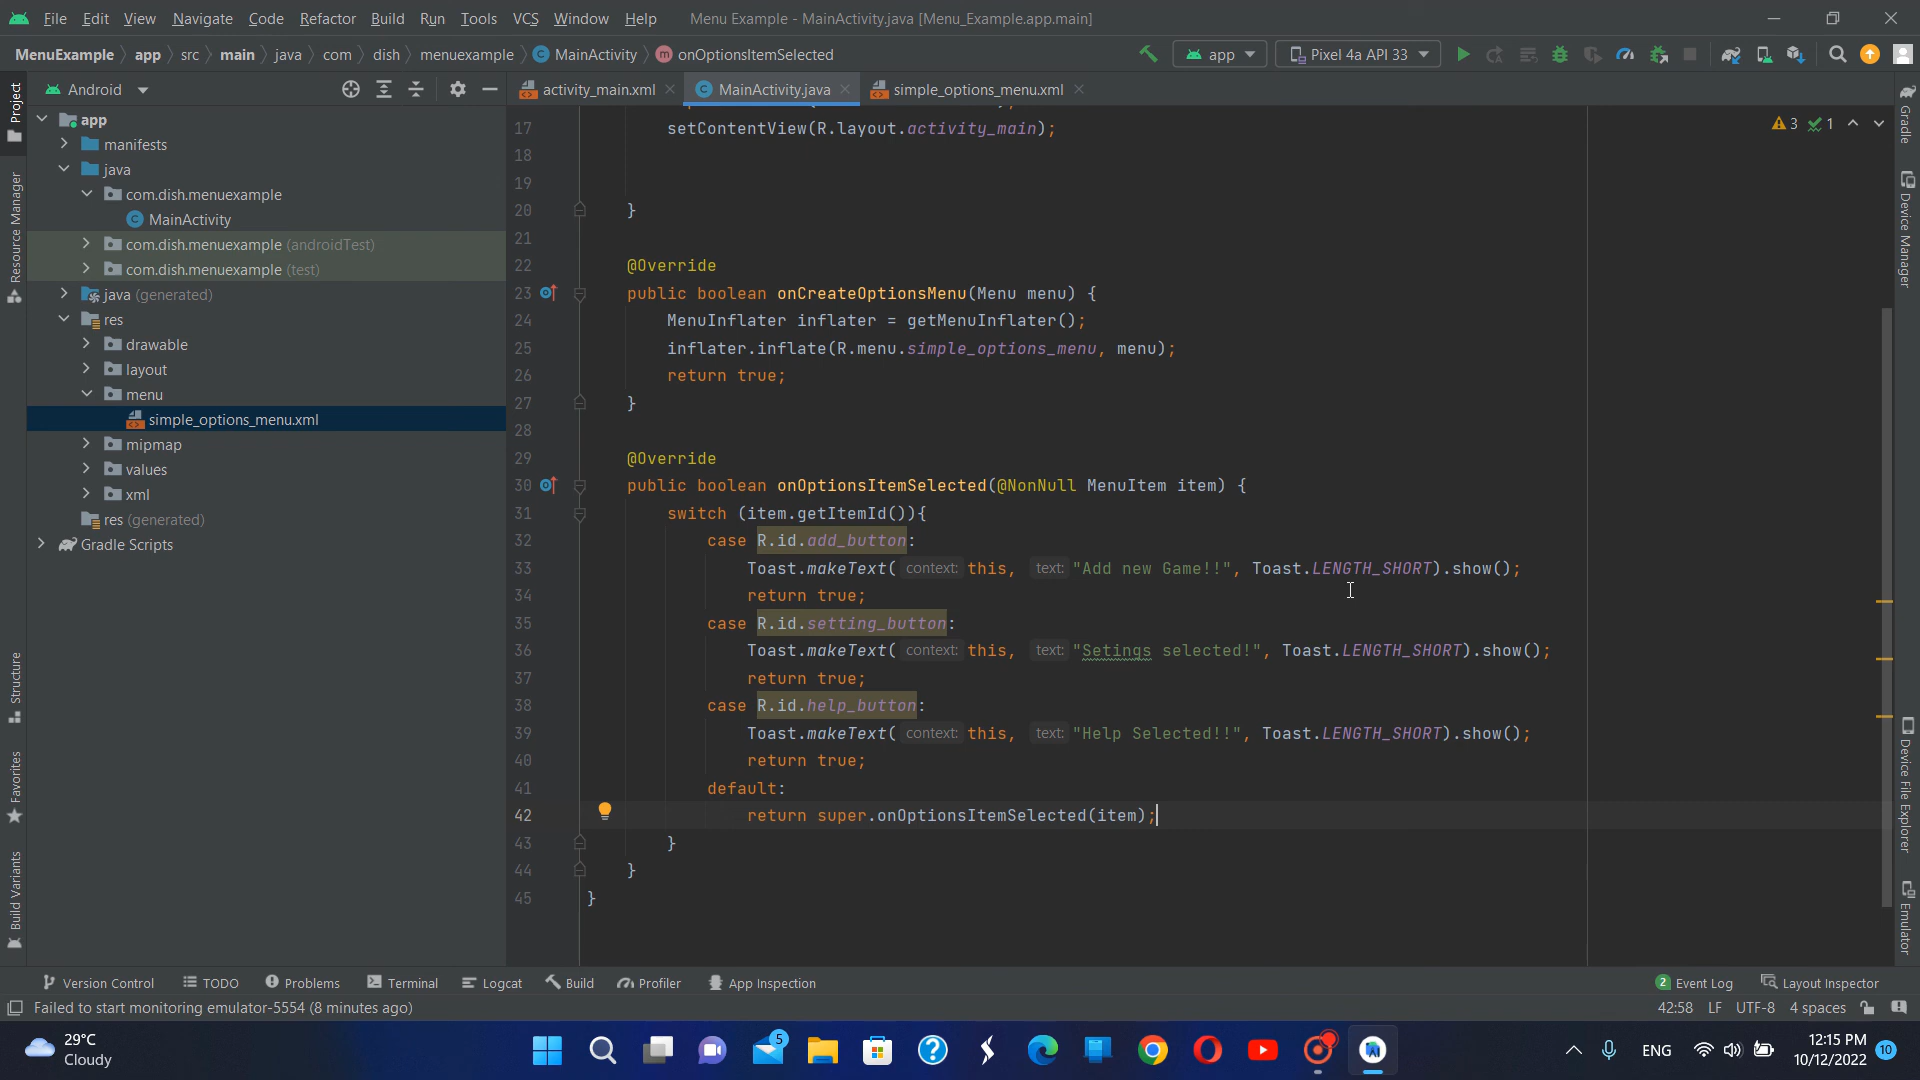 File Edit View Navigate Code Refactor Build Run Tools VCS Window Help Menu Example - MainActivity.java [Menu_Example.app.main]
MenuExample app src main java com dish menuexample MainActivity onOptionsItemSelected app Pixel 4a API 33
Project
Resource Manager
Structure
Favorites
Build Variants
Android
app
manifests
java
com.dish.menuexample
MainActivity
com.dish.menuexample (androidTest)
com.dish.menuexample (test)
java (generated)
res
drawable
layout
menu
simple_options_menu.xml
mipmap
values
xml
res (generated)
Gradle Scripts
activity_main.xml MainActivity.java simple_options_menu.xml
3 1
17 setContentView(R.layout.activity_main);
18
19
20 }
21
22 @Override
23 public boolean onCreateOptionsMenu(Menu menu) {
24 MenuInflater inflater = getMenuInflater();
25 inflater.inflate(R.menu.simple_options_menu, menu);
26 return true;
27 }
28
29 @Override
30 public boolean onOptionsItemSelected(@NonNull MenuItem item) {
31 switch (item.getItemId()){
32 case R.id.add_button:
33 Toast.makeText( context: this, text: "Add new Game!!", Toast.LENGTH_SHORT).show();
34 return true;
35 case R.id.setting_button:
36 Toast.makeText( context: this, text: "Setings selected!", Toast.LENGTH_SHORT).show();
37 return true;
38 case R.id.help_button:
39 Toast.makeText( context: this, text: "Help Selected!!", Toast.LENGTH_SHORT).show();
40 return true;
41 default:
42 return super.onOptionsItemSelected(item);
43 }
44 }
45 }
Gradle
Device Manager
Device File Explorer
Emulator
Version Control TODO Problems Terminal Logcat Build Profiler App Inspection 2 Event Log Layout Inspector
Failed to start monitoring emulator-5554 (8 minutes ago) 42:58 LF UTF-8 4 spaces
29°C
Cloudy
5
ENG
12:15 PM
10/12/2022
10